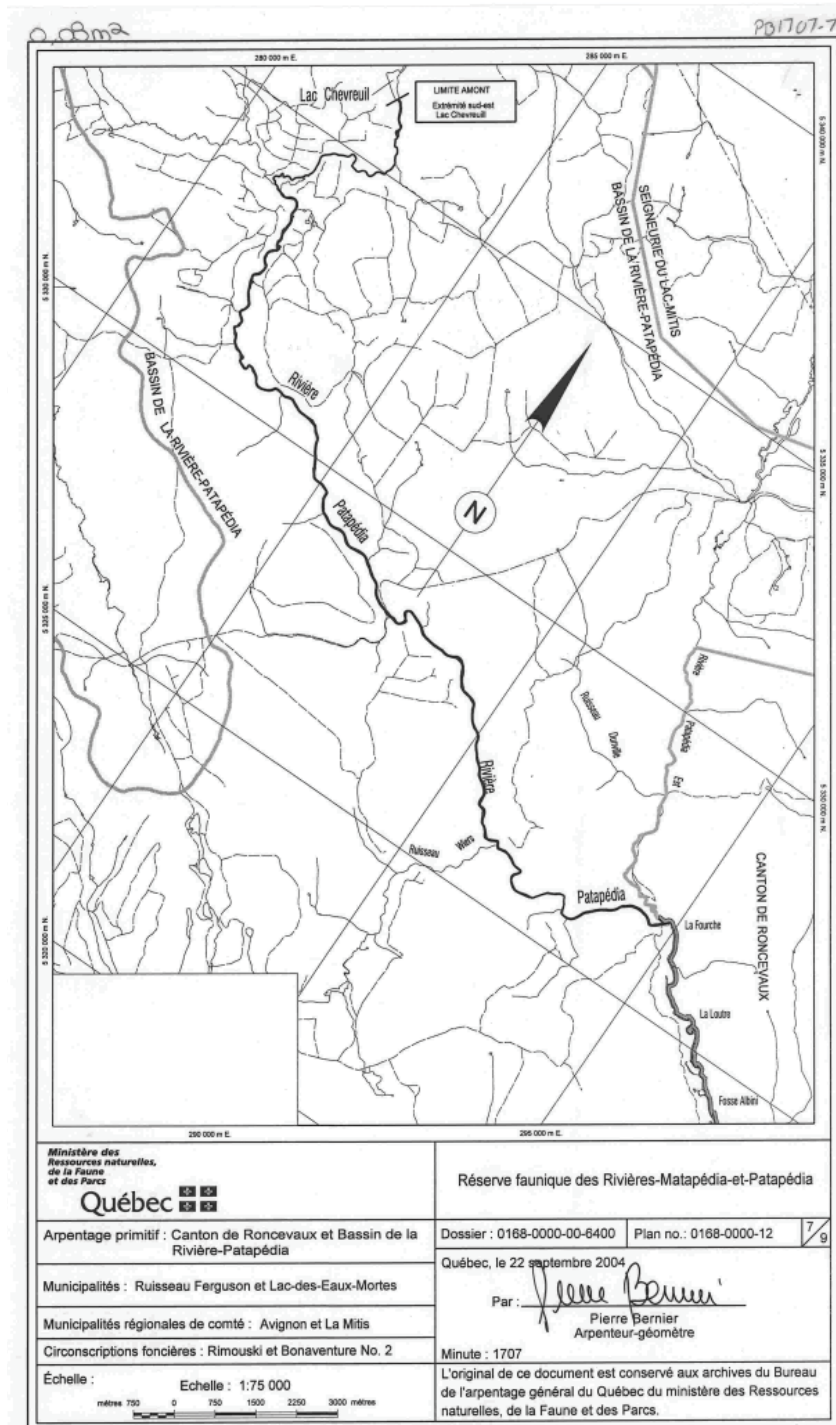 0,08m2
PB1707-7
280 000 m E.
285 000 m E.
Lac Chevreuil
LIMITE AMONT
Extrémité sud-est
Lac Chevreuil
5 340 000 m N.
SEIGNEURIE DU LAC-MITIS
BASSIN DE LA RIVIÈRE-PATAPÉDIA
5 330 000 m N.
BASSIN DE LA RIVIÈRE-PATAPÉDIA
Rivière
Patapédia
5 335 000 m N.
N
5 325 000 m N.
Rivière
Patapédia
Est
Ruisseau
Dunville
Rivière
5 330 000 m N.
Ruisseau
Wiers
Patapédia
CANTON DE RONCEVAUX
5 320 000 m N.
La Fourche
La Loutre
Fosse Albini
290 000 m E.
295 000 m E.
Ministère des
Ressources naturelles,
de la Faune
et des Parcs
Québec
Réserve faunique des Rivières-Matapédia-et-Patapédia
Arpentage primitif : Canton de Roncevaux et Bassin de la
Rivière-Patapédia
Dossier : 0168-0000-00-6400
Plan no.: 0168-0000-12
7/9
Municipalités : Ruisseau Ferguson et Lac-des-Eaux-Mortes
Québec, le 22 septembre 2004
Par :
Pierre Bernier
Pierre Bernier
Arpenteur-géomètre
Municipalités régionales de comté : Avignon et La Mitis
Circonscriptions foncières : Rimouski et Bonaventure No. 2
Minute : 1707
Échelle :
Echelle : 1:75 000
mètres 750 0 750 1500 2250 3000 mètres
L'original de ce document est conservé aux archives du Bureau
de l'arpentage général du Québec du ministère des Ressources
naturelles, de la Faune et des Parcs.